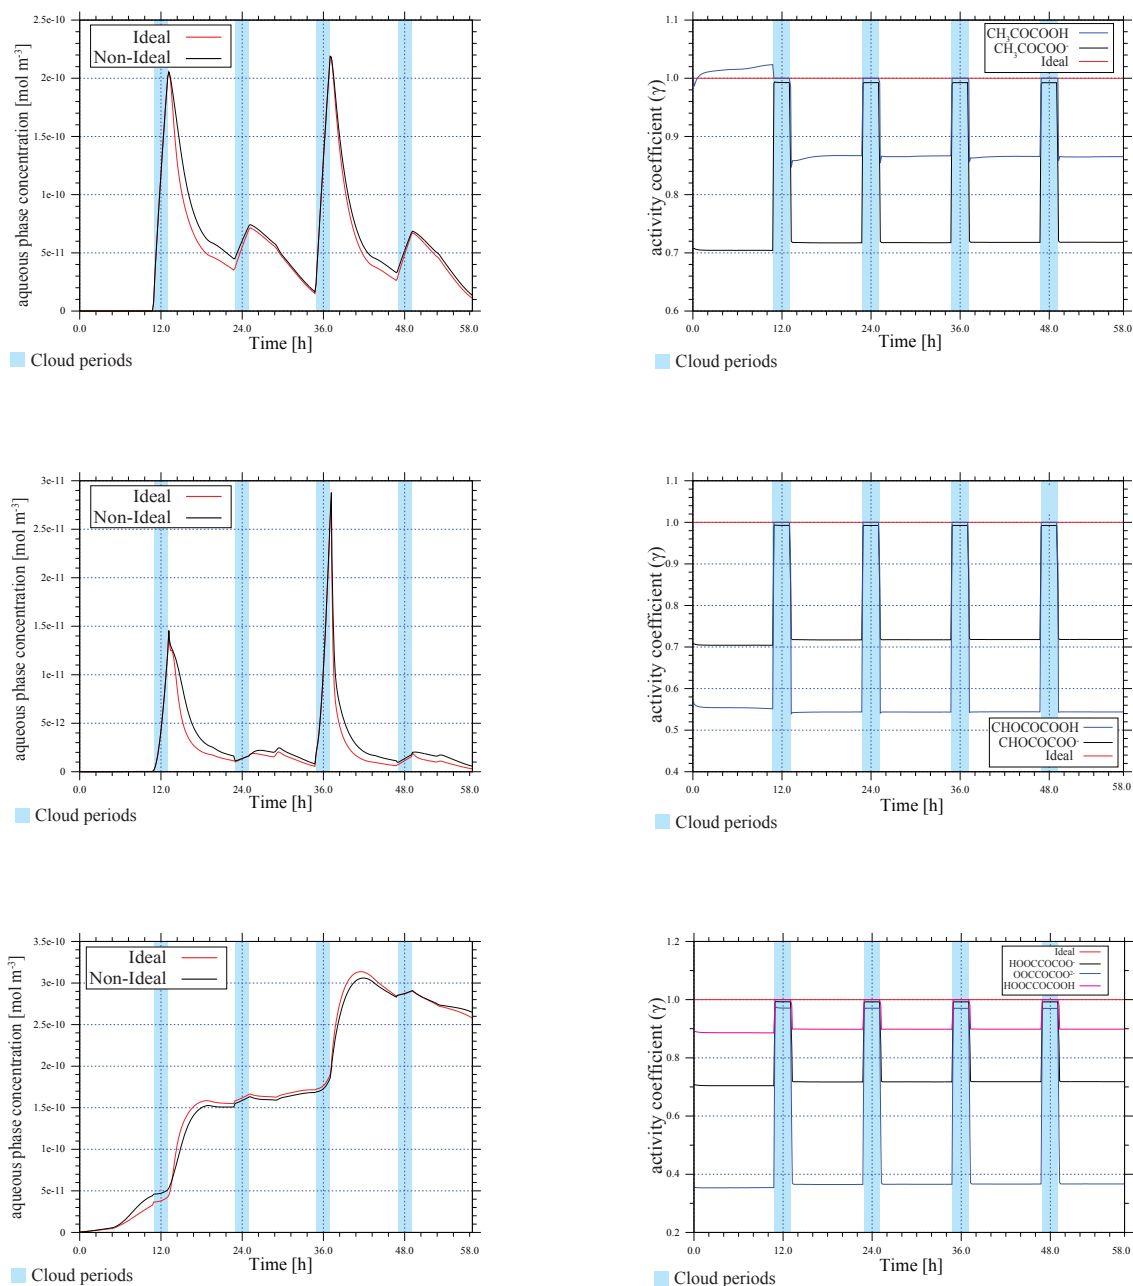 2.5e-10
2e-10
1.5e-10
1e-10
5e-11
0
aqueous phase concentration [mol m⁻³]
Ideal
Non-Ideal
0.0
12.0
24.0
36.0
48.0
58.0
Time [h]
Cloud periods
1.1
1.0
0.9
0.8
0.7
0.6
activity coefficient (γ)
CH₃COCOOH
CH₃COCOO⁻
Ideal
0.0
12.0
24.0
36.0
48.0
58.0
Time [h]
Cloud periods
3e-11
2.5e-11
2e-11
1.5e-11
1e-11
5e-12
0
aqueous phase concentration [mol m⁻³]
Ideal
Non-Ideal
0.0
12.0
24.0
36.0
48.0
58.0
Time [h]
Cloud periods
1.1
1.0
0.9
0.8
0.7
0.6
0.5
0.4
activity coefficient (γ)
CHOCOCOOH
CHOCOCOO⁻
Ideal
0.0
12.0
24.0
36.0
48.0
58.0
Time [h]
Cloud periods
3.5e-10
3e-10
2.5e-10
2e-10
1.5e-10
1e-10
5e-11
0
aqueous phase concentration [mol m⁻³]
Ideal
Non-Ideal
0.0
12.0
24.0
36.0
48.0
58.0
Time [h]
Cloud periods
1.2
1.0
0.8
0.6
0.4
0.2
activity coefficient (γ)
Ideal
HOOCCOCOO⁻
OOCCOCOO²⁻
HOOCCOCOOH
0.0
12.0
24.0
36.0
48.0
58.0
Time [h]
Cloud periods